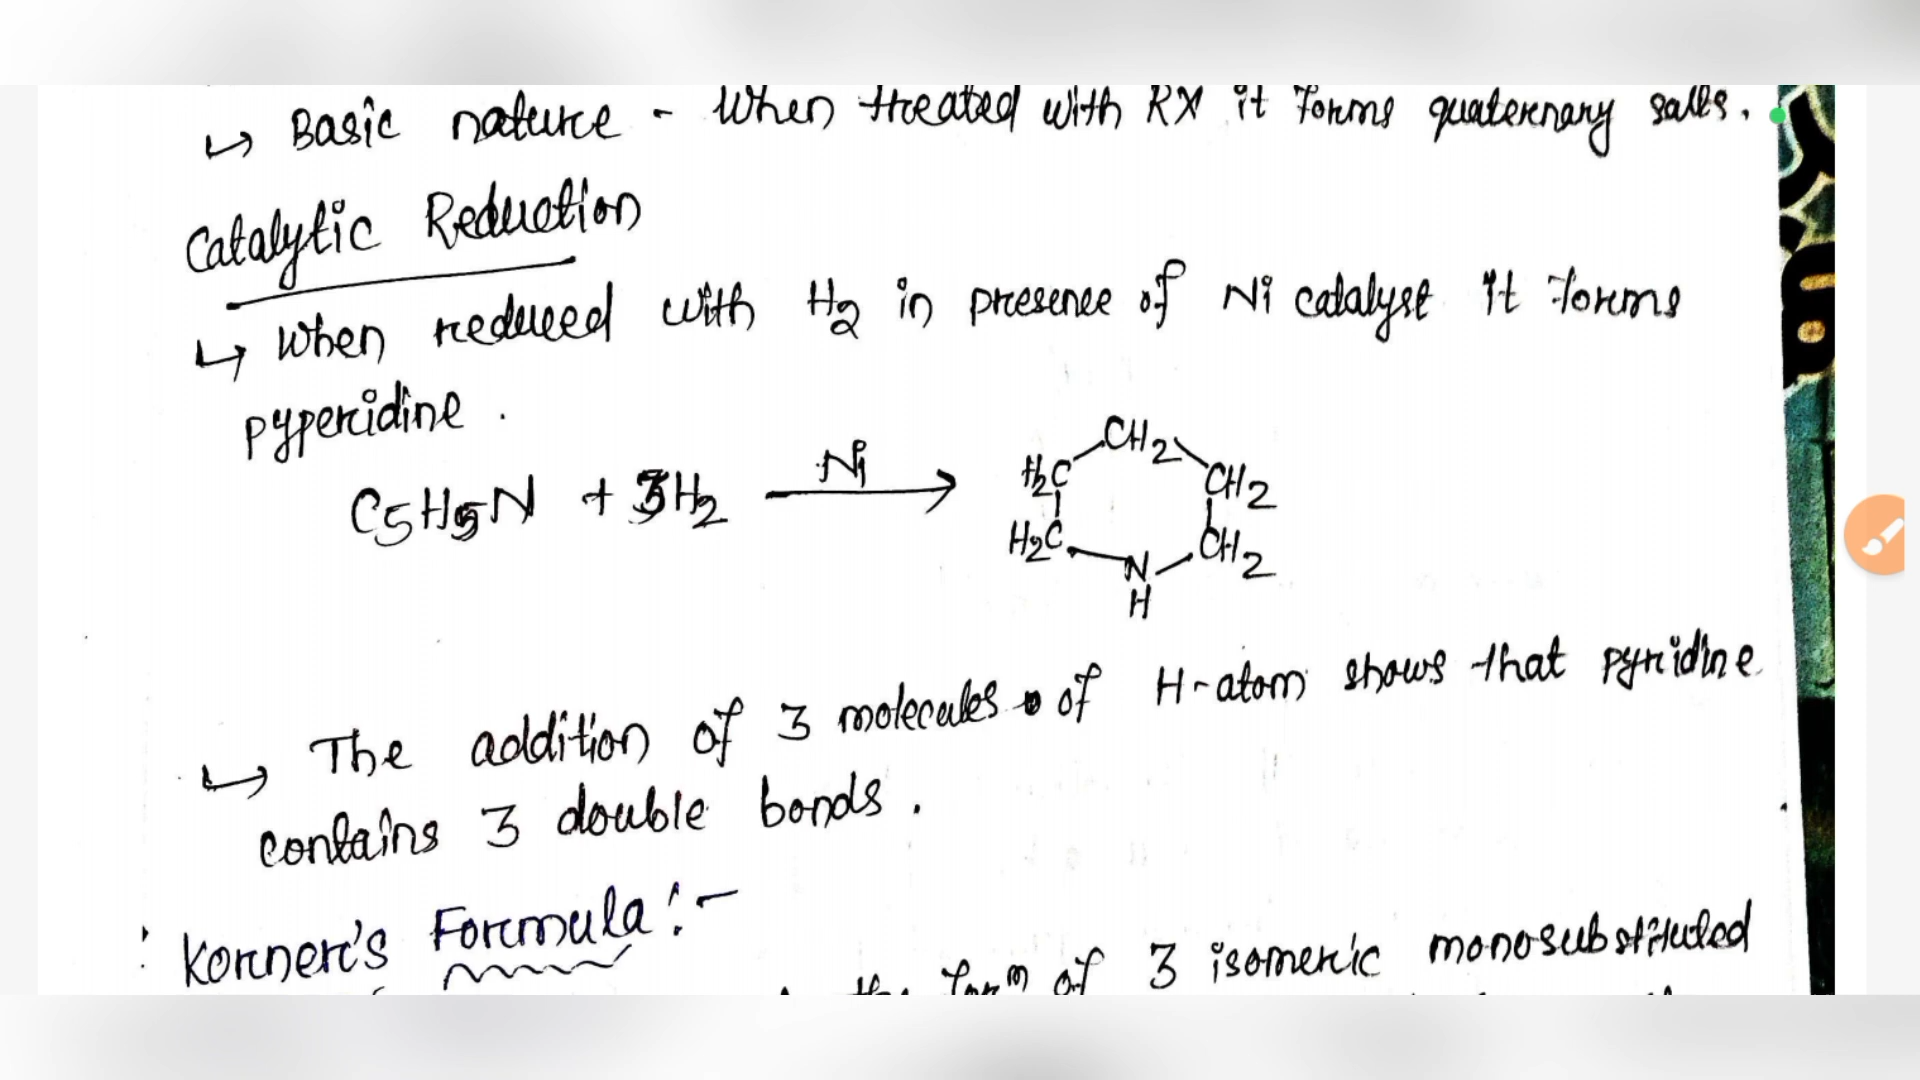 ↳ Basic nature - When treated with RX it forms quaternary salts.
Catalytic Reduction
↳ When reduced with H2 in presence of Ni catalyst it forms
pyperidine.
C5H5N + 3H2 Ni →
CH2
H2C CH2
H2C CH2
N
H
↳ The addition of 3 molecules of H-atom shows that pyridine
contains 3 double bonds.
Korner's Formula :-
of 3 isomeric monosubstituted